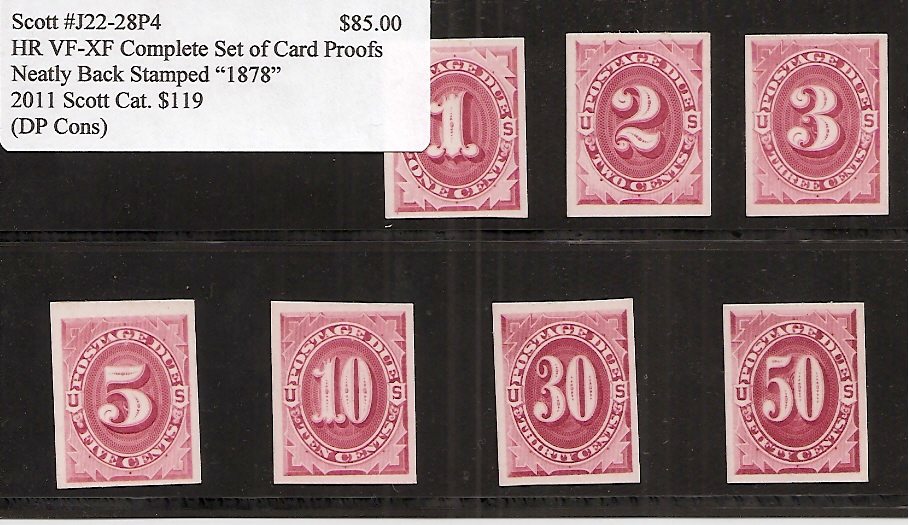 Scott #J22-28P4 $85.00
HR VF-XF Complete Set of Card Proofs
Neatly Back Stamped “1878”
2011 Scott Cat. $119
(DP Cons)
POSTAGE DUE
1
S
ONE CENT
POSTAGE DUE
U 2 S
TWO CENTS
POSTAGE DUE
U 3 S
THREE CENTS
POSTAGE DUE
U 5 S
FIVE CENTS
POSTAGE DUE
U 10 S
TEN CENTS
POSTAGE DUE
U 30 S
THIRTY CENTS
POSTAGE DUE
U 50 S
FIFTY CENTS